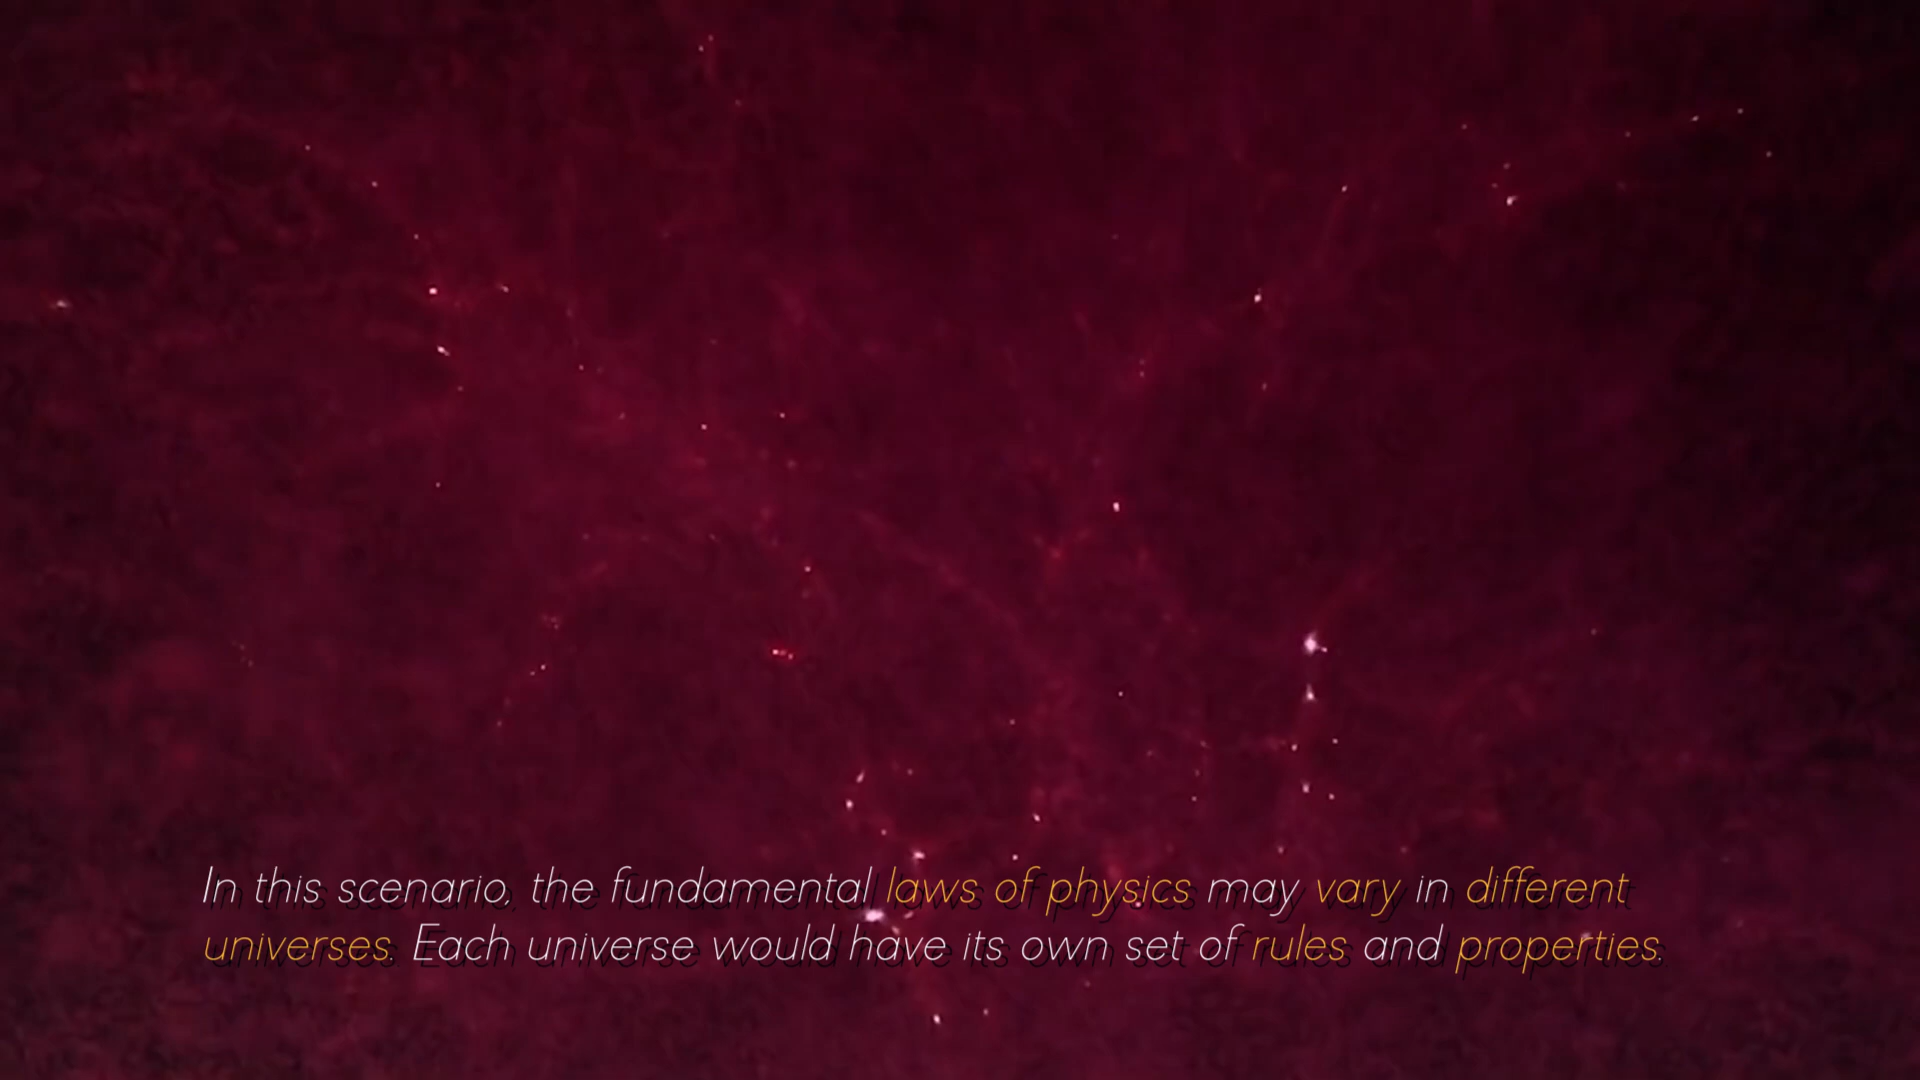 In this scenario, the fundamental laws of physics may vary in different
universes. Each universe would have its own set of rules and properties.